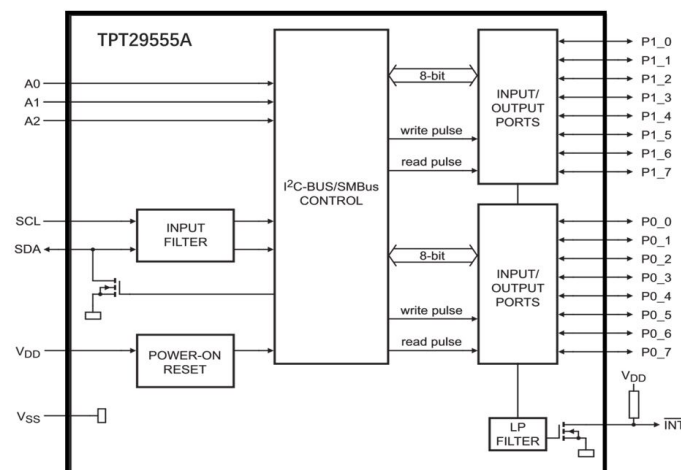 TPT29555A
A0
A1
A2
SCL
SDA
VDD
VSS
INPUT
FILTER
POWER-ON
RESET
I²C-BUS/SMBus
CONTROL
8-bit
write pulse
read pulse
8-bit
write pulse
read pulse
INPUT/
OUTPUT
PORTS
INPUT/
OUTPUT
PORTS
LP
FILTER
P1_0
P1_1
P1_2
P1_3
P1_4
P1_5
P1_6
P1_7
P0_0
P0_1
P0_2
P0_3
P0_4
P0_5
P0_6
P0_7
VDD
INT